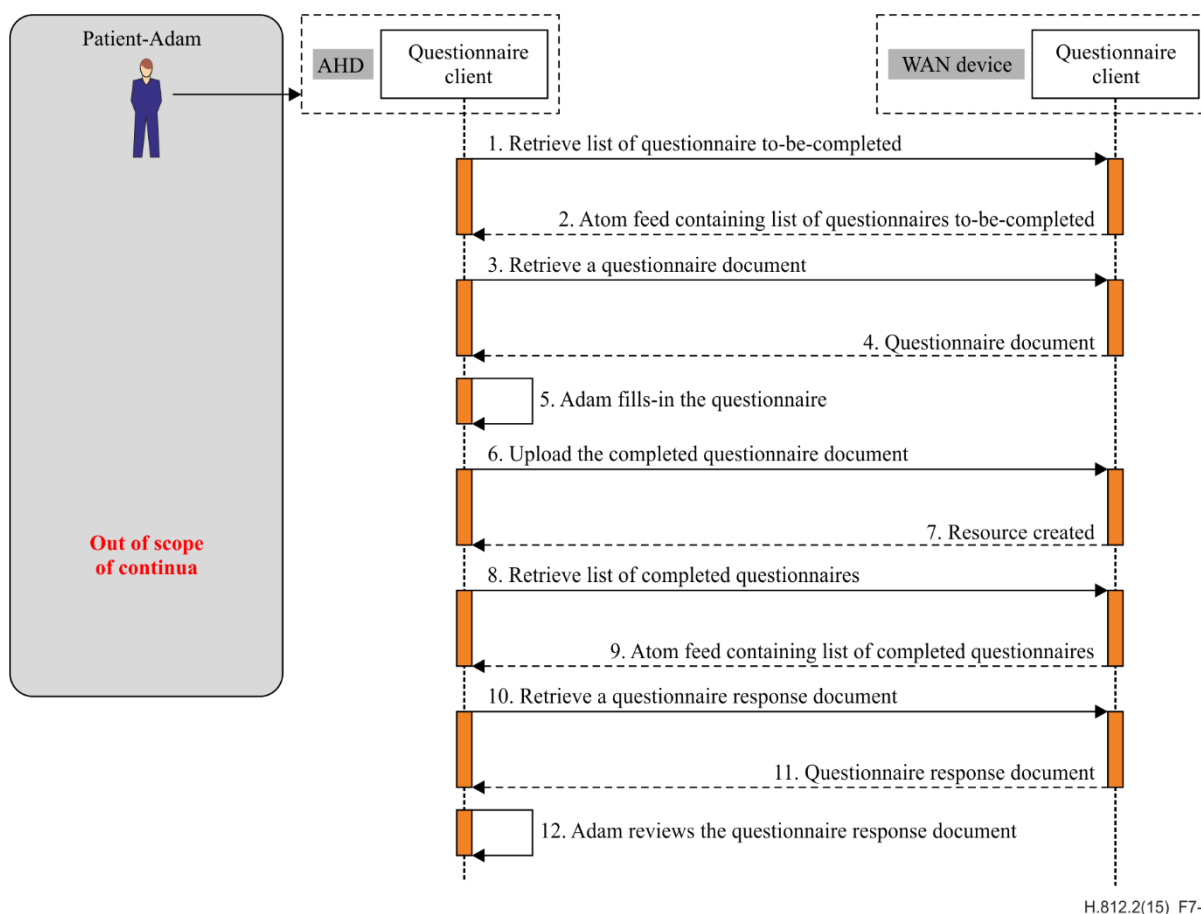 Patient-Adam
AHD
Questionnaire
client
WAN device
Questionnaire
client
1. Retrieve list of questionnaire to-be-completed
2. Atom feed containing list of questionnaires to-be-completed
3. Retrieve a questionnaire document
4. Questionnaire document
5. Adam fills-in the questionnaire
6. Upload the completed questionnaire document
7. Resource created
Out of scope
of continua
8. Retrieve list of completed questionnaires
9. Atom feed containing list of completed questionnaires
10. Retrieve a questionnaire response document
11. Questionnaire response document
12. Adam reviews the questionnaire response document
H.812.2(15)_F7-